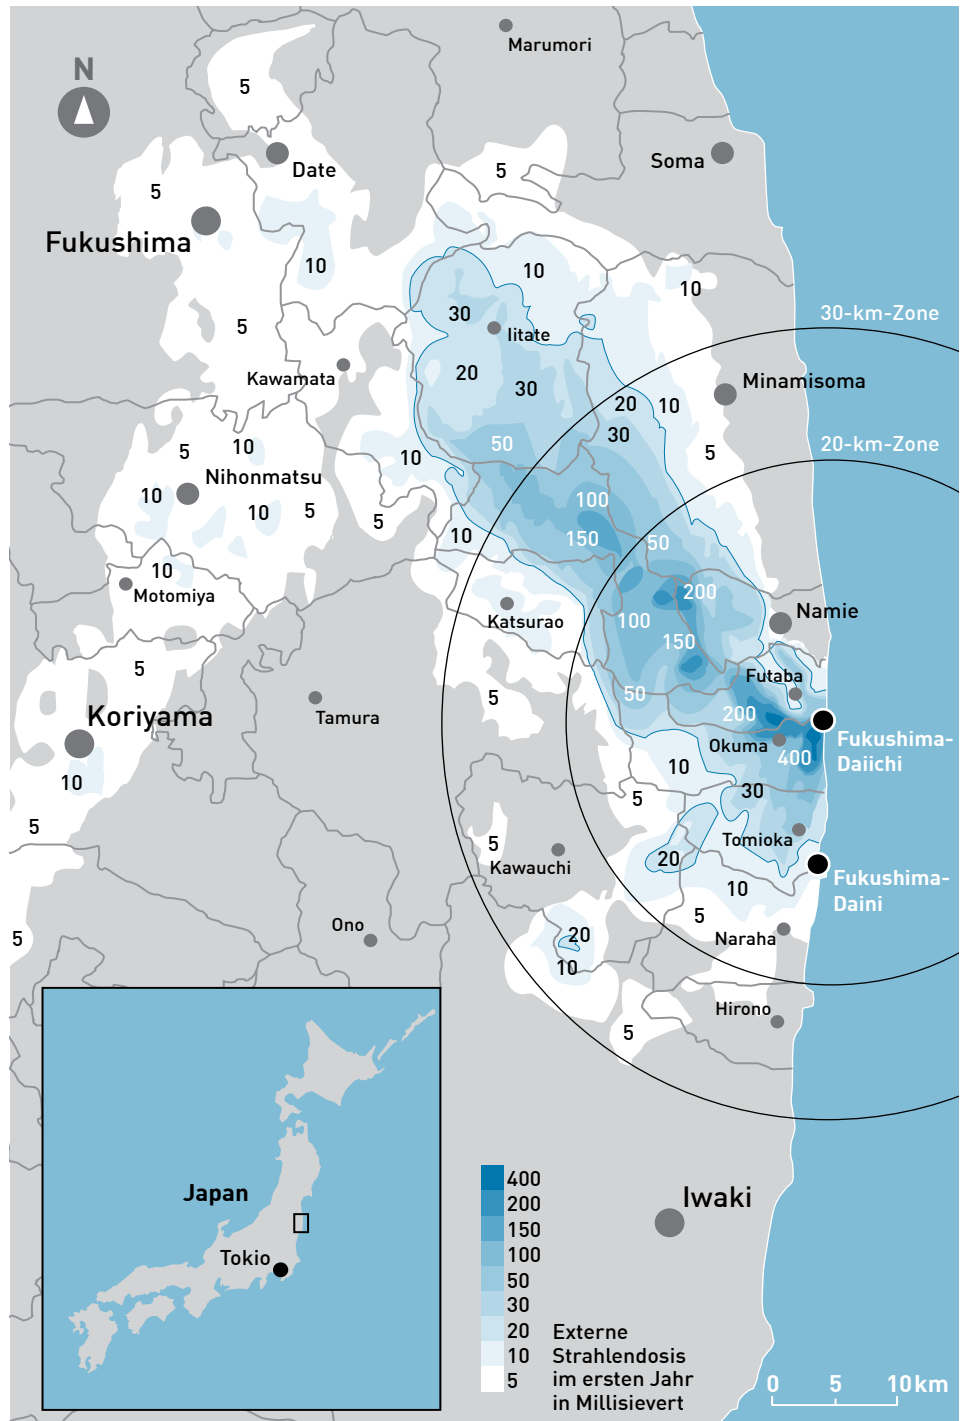 Marumori
N
5
Date
Soma
5
5
Fukushima
10
10
10
30
Iitate
30-km-Zone
5
Kawamata
20
30
Minamisoma
20
10
30
50
5
20-km-Zone
5
10
Nihonmatsu
10
10
10
5
5
10
100
150
50
10
Motomiya
Katsurao
200
100
150
Namie
5
Futaba
Koriyama
Tamura
5
50
200
Okuma
400
Fukushima-
Daiichi
10
10
30
5
5
Tomioka
5
Kawauchi
20
10
Fukushima-
Daini
5
Ono
20
5
Naraha
10
Hirono
5
Japan
Tokio
Iwaki
400
200
150
100
50
30
20
10
5
Externe
Strahlendosis
im ersten Jahr
in Millisievert
0 5 10 km